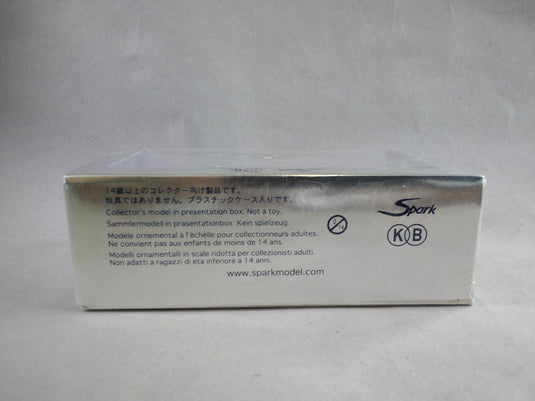 14歳以上のコレクター向け製品です。
玩具ではありません。プラスチックケース入りです。
Collector's model in presentation box. Not a toy.
Sammlermodell in prasentationbox. Kein spielzeug.
Modèle ornemental à l'échelle pour collectionneurs adultes.
Ne convient pas aux enfants de moins de 14 ans.
Modelli ornamentalli in scale ridotta per collezionisti adulti.
Non adatti a ragazzi di eta inferiore a 14 anni.
www.sparkmodel.com
0
14
Spark
K B